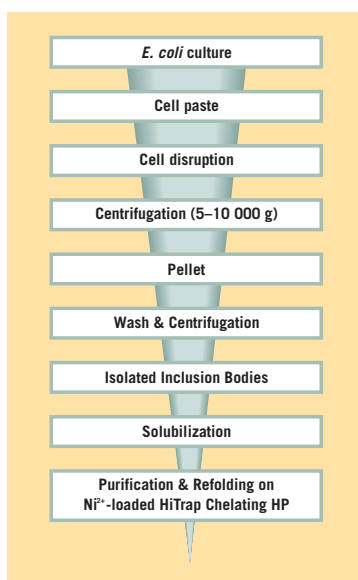 E. coli culture
Cell paste
Cell disruption
Centrifugation (5–10 000 g)
Pellet
Wash & Centrifugation
Isolated Inclusion Bodies
Solubilization
Purification & Refolding on
Ni²⁺-loaded HiTrap Chelating HP